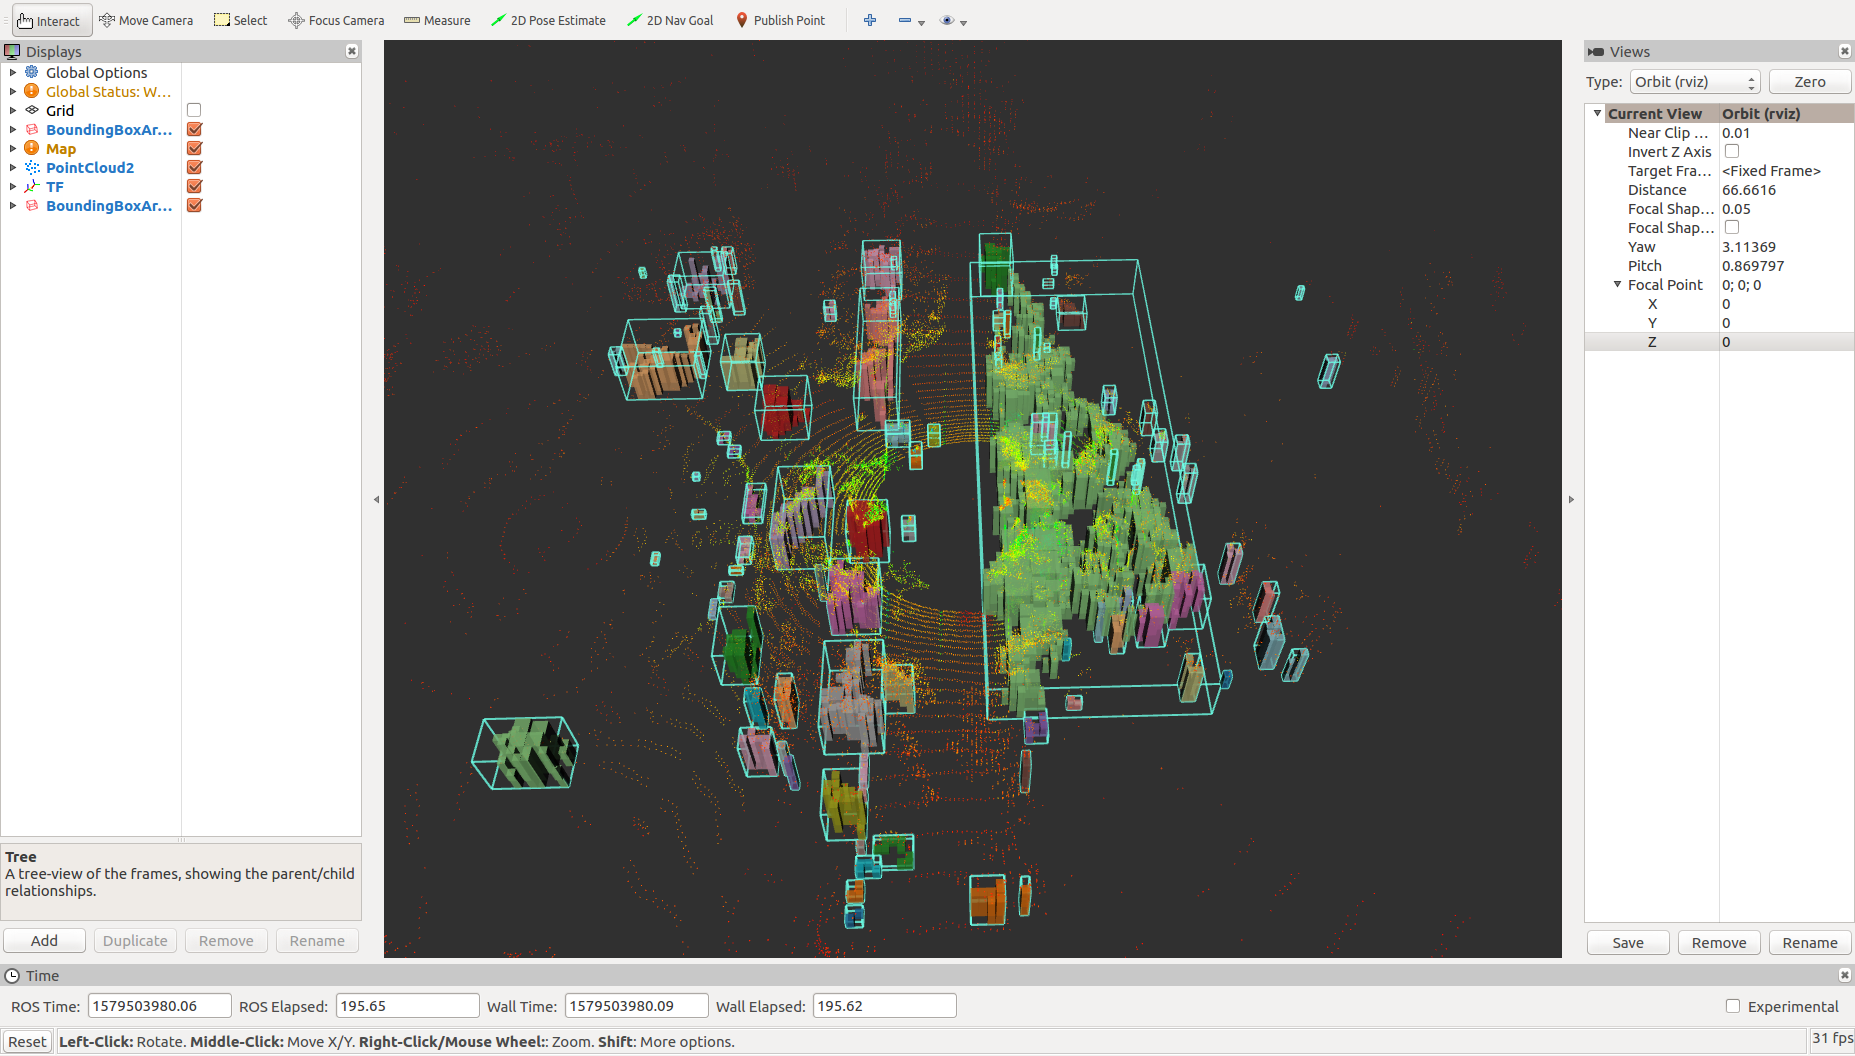 Interact Move Camera Select Focus Camera Measure 2D Pose Estimate 2D Nav Goal Publish Point
Displays
Global Options
Global Status: W...
Grid
BoundingBoxAr...
Map
PointCloud2
TF
BoundingBoxAr...
Tree
A tree-view of the frames, showing the parent/child
relationships.
Add Duplicate Remove Rename
Views
Type: Orbit (rviz) Zero
Current View Orbit (rviz)
Near Clip ... 0.01
Invert Z Axis
Target Fra... <Fixed Frame>
Distance 66.6616
Focal Shap... 0.05
Focal Shap...
Yaw 3.11369
Pitch 0.869797
Focal Point 0; 0; 0
X 0
Y 0
Z 0
Save Remove Rename
Time
ROS Time: 1579503980.06 ROS Elapsed: 195.65 Wall Time: 1579503980.09 Wall Elapsed: 195.62 Experimental
Reset Left-Click: Rotate. Middle-Click: Move X/Y. Right-Click/Mouse Wheel:: Zoom. Shift: More options. 31 fps